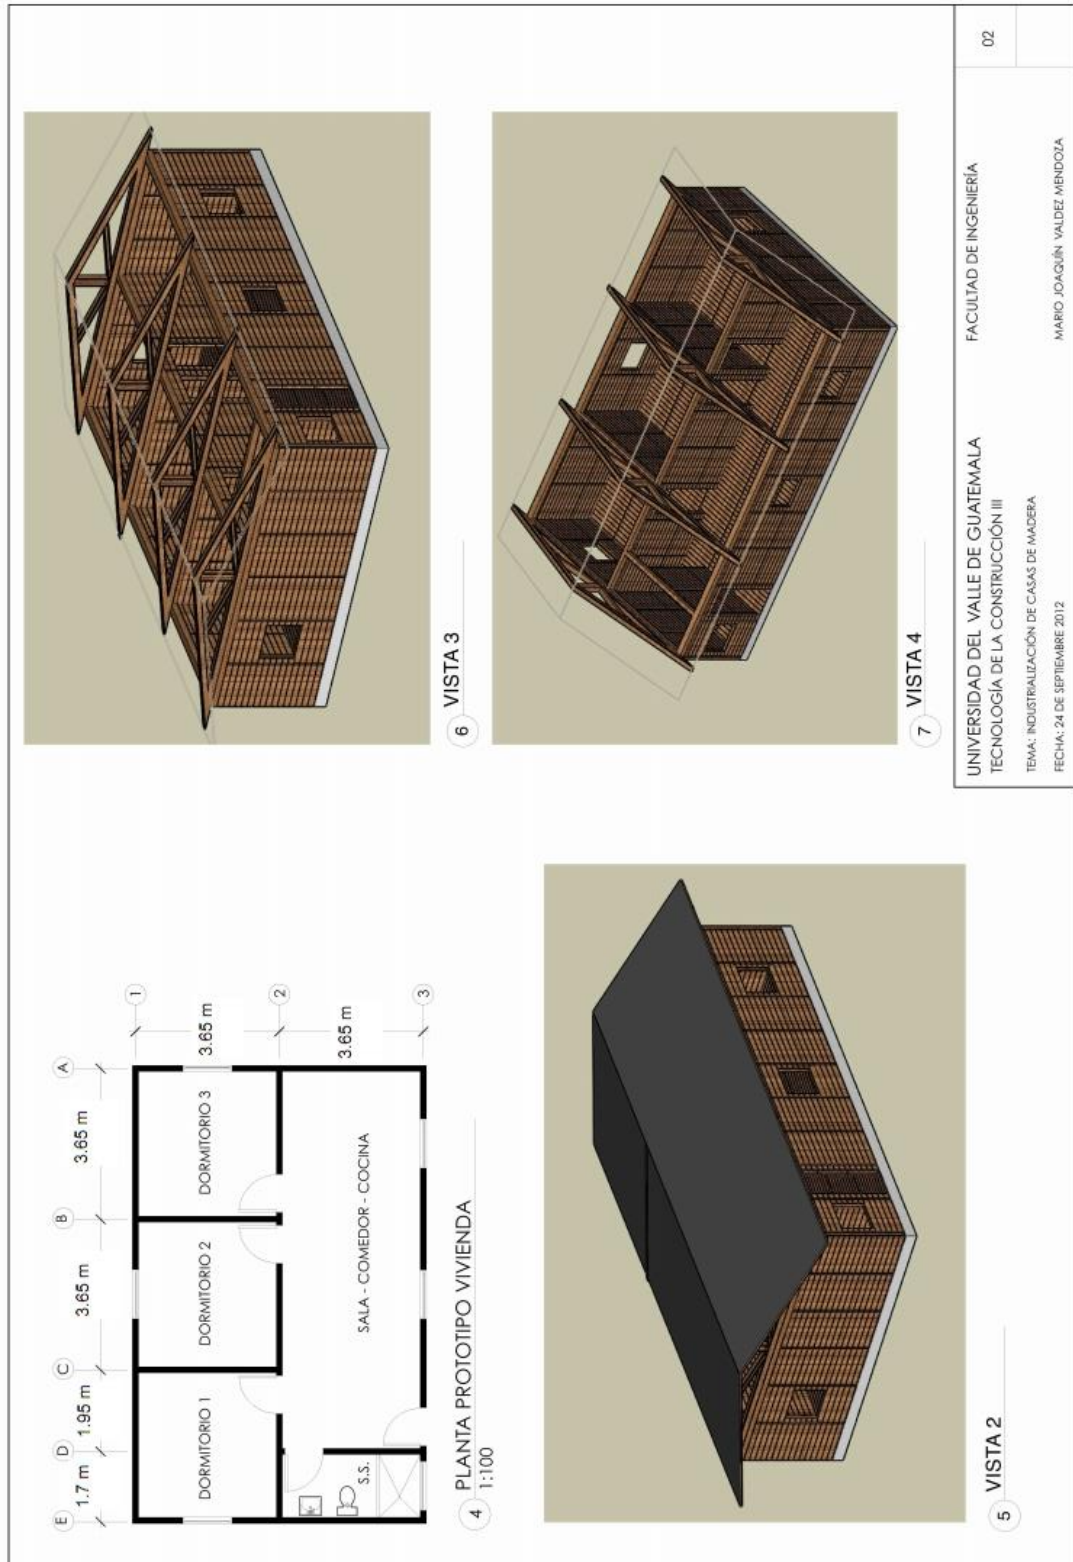 E
D
C
B
A
1.7 m
1.95 m
3.65 m
3.65 m
1
3.65 m
2
3.65 m
3
DORMITORIO 1
DORMITORIO 2
DORMITORIO 3
S.S.
SALA - COMEDOR - COCINA
4
PLANTA PROTOTIPO VIVIENDA
1:100
5
VISTA 2
6
VISTA 3
7
VISTA 4
UNIVERSIDAD DEL VALLE DE GUATEMALA
TECNOLOGÍA DE LA CONSTRUCCIÓN III
TEMA: INDUSTRIALIZACIÓN DE CASAS DE MADERA
FECHA: 24 DE SEPTIEMBRE 2012
FACULTAD DE INGENIERÍA
MARIO JOAQUÍN VALDEZ MENDOZA
02